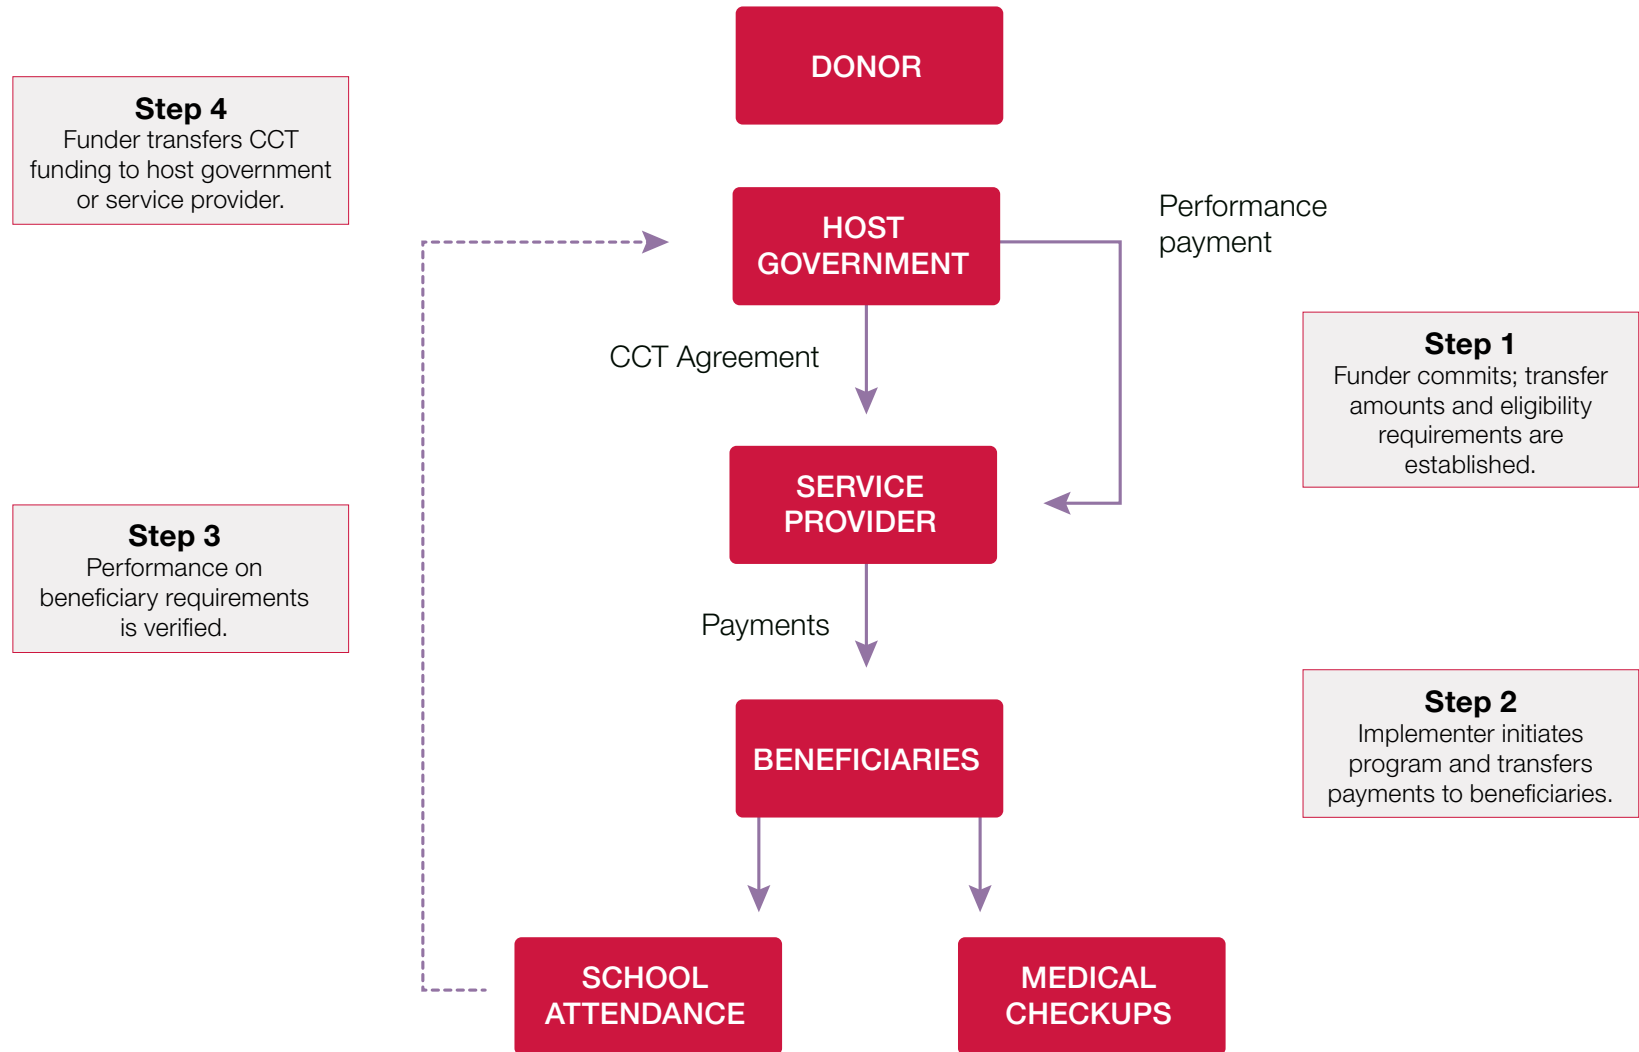 DONOR
Step 4
Funder transfers CCT
funding to host government
or service provider.
HOST
GOVERNMENT
Performance
payment
CCT Agreement
Step 1
Funder commits; transfer
amounts and eligibility
requirements are
established.
SERVICE
PROVIDER
Step 3
Performance on
beneficiary requirements
is verified.
Payments
BENEFICIARIES
Step 2
Implementer initiates
program and transfers
payments to beneficiaries.
SCHOOL
ATTENDANCE
MEDICAL
CHECKUPS